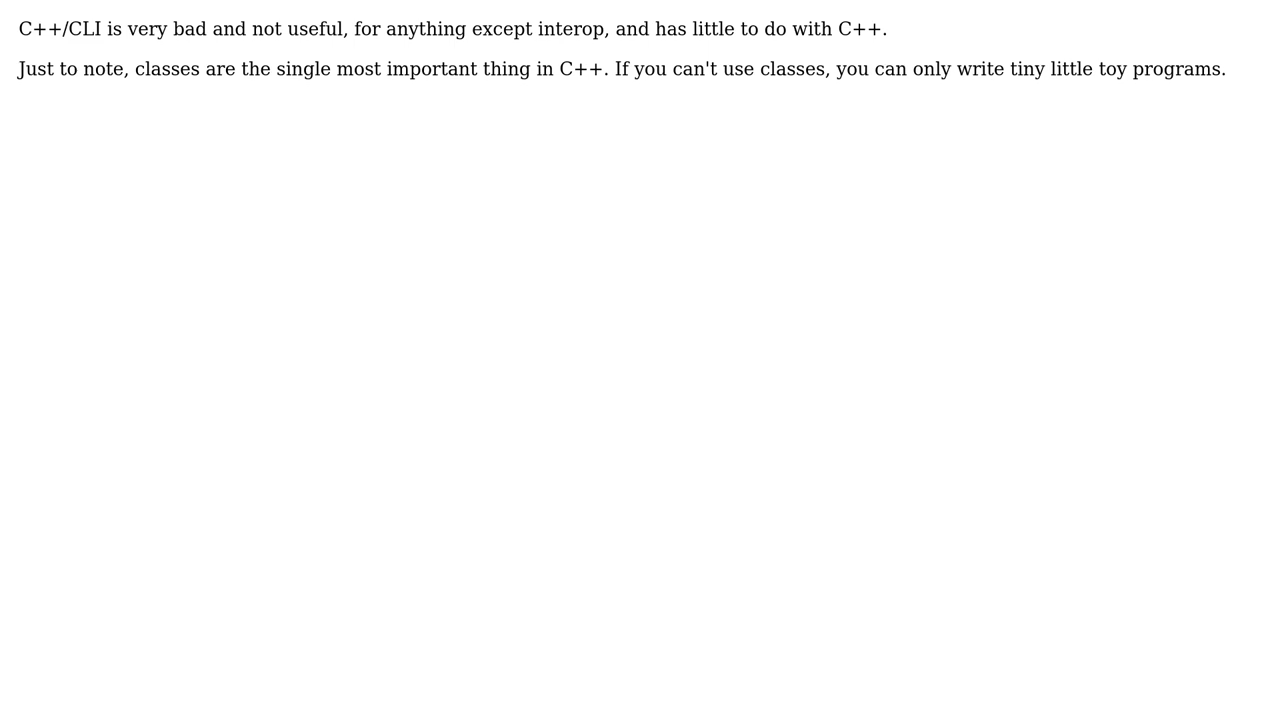 C++/CLI is very bad and not useful, for anything except interop, and has little to do with C++.
Just to note, classes are the single most important thing in C++. If you can't use classes, you can only write tiny little toy programs.